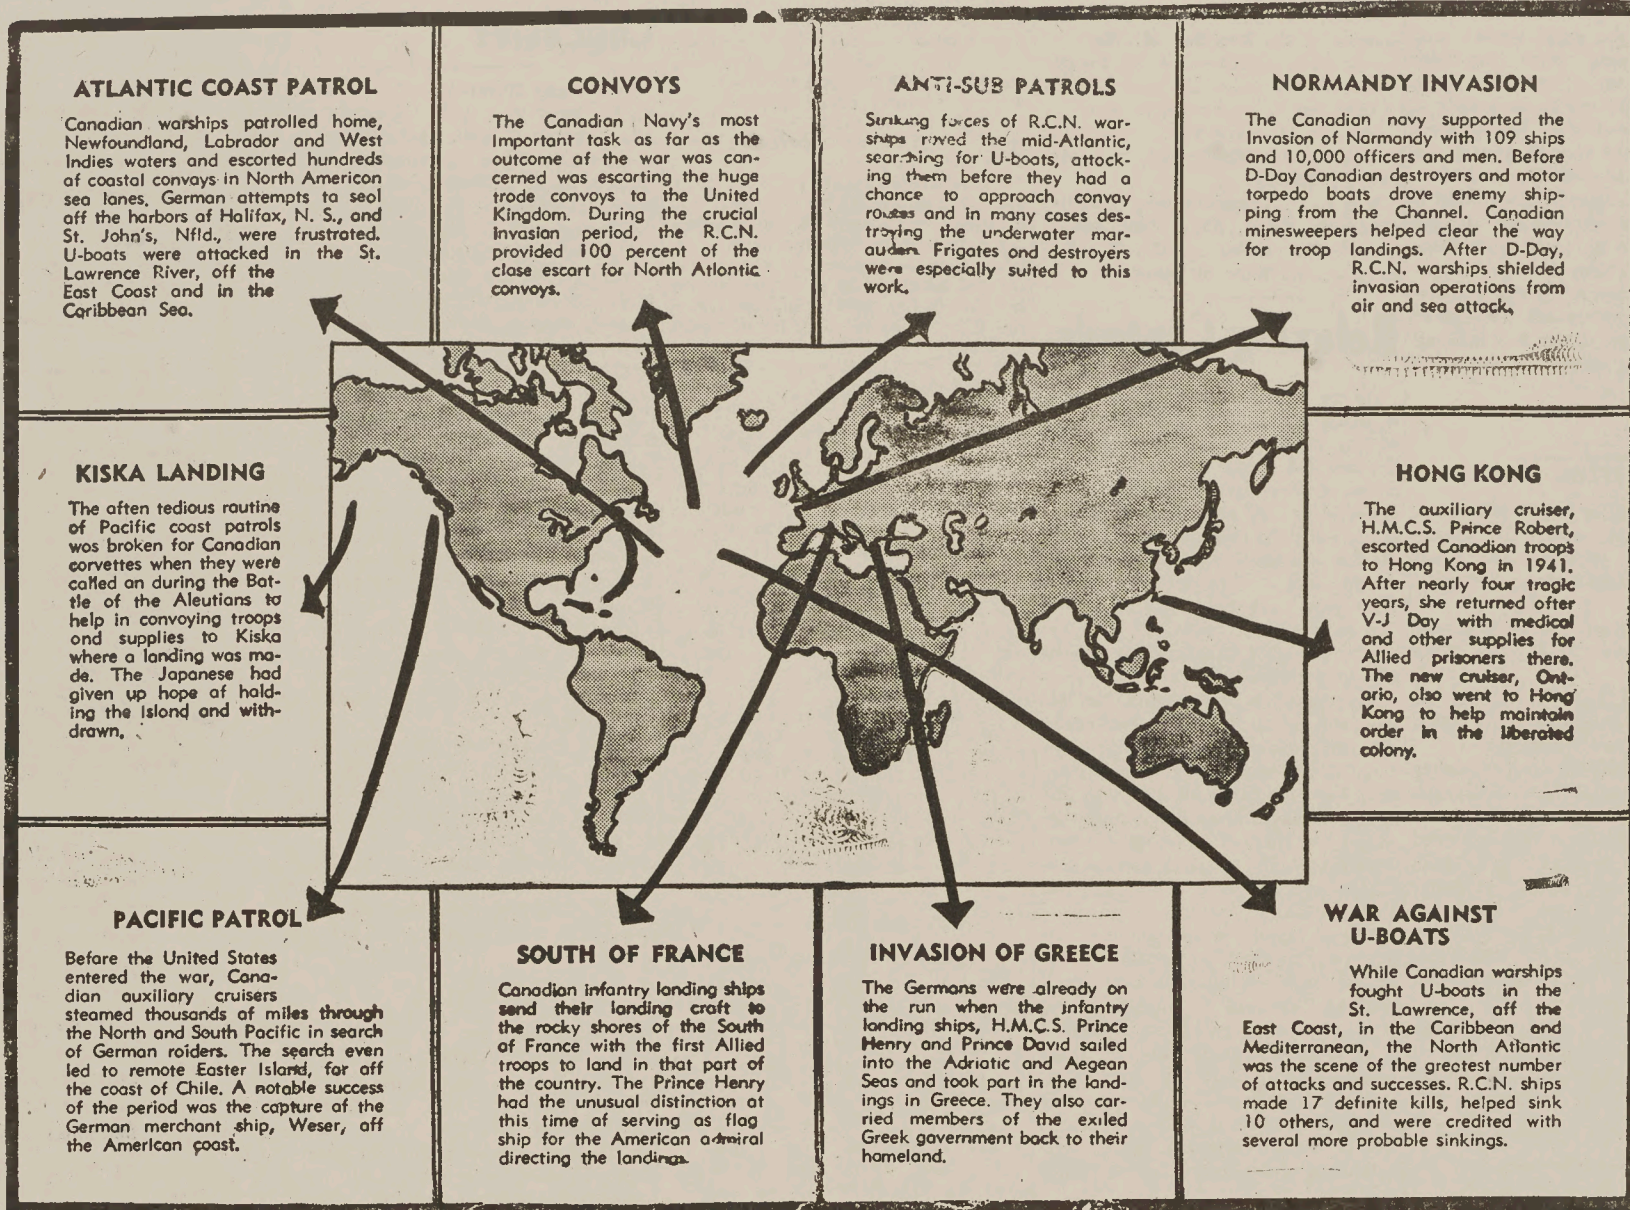 ATLANTIC COAST PATROL
Canadian warships patrolled home,
Newfoundland, Labrador and West
Indies waters and escorted hundreds
of coastal convoys in North American
sea lanes. German attempts to seal
off the harbors of Halifax, N. S., and
St. John's, Nfld., were frustrated.
U-boats were attacked in the St.
Lawrence River, off the
East Coast and in the
Caribbean Sea.
CONVOYS
The Canadian Navy's most
Important task as far as the
outcome of the war was con-
cerned was escorting the huge
trade convoys to the United
Kingdom. During the crucial
Invasion period, the R.C.N.
provided 100 percent of the
close escort for North Atlantic
convoys.
ANTI-SUB PATROLS
Striking forces of R.C.N. war-
ships roved the mid-Atlantic,
searching for U-boats, attack-
ing them before they had a
chance to approach convoy
routes and in many cases des-
troying the underwater mar-
auders. Frigates and destroyers
were especially suited to this
work.
NORMANDY INVASION
The Canadian navy supported the
Invasion of Normandy with 109 ships
and 10,000 officers and men. Before
D-Day Canadian destroyers and motor
torpedo boats drove enemy ship-
ping from the Channel. Canadian
minesweepers helped clear the way
for troop landings. After D-Day,
R.C.N. warships shielded
invasion operations from
air and sea attack.
KISKA LANDING
The often tedious routine
of Pacific coast patrols
was broken for Canadian
corvettes when they were
called on during the Bat-
tle of the Aleutians to
help in convoying troops
and supplies to Kiska
where a landing was ma-
de. The Japanese had
given up hope of hold-
ing the Island and with-
drawn.
HONG KONG
The auxiliary cruiser,
H.M.C.S. Prince Robert,
escorted Canadian troops
to Hong Kong in 1941.
After nearly four tragic
years, she returned after
V-J Day with medical
and other supplies for
Allied prisoners there.
The new cruiser, Ont-
ario, also went to Hong
Kong to help maintain
order in the liberated
colony.
PACIFIC PATROL
Before the United States
entered the war, Cana-
dian auxiliary cruisers
steamed thousands of miles through
the North and South Pacific in search
of German raiders. The search even
led to remote Easter Island, far off
the coast of Chile. A notable success
of the period was the capture of the
German merchant ship, Weser, off
the American coast.
SOUTH OF FRANCE
Canadian infantry landing ships
send their landing craft to
the rocky shores of the South
of France with the first Allied
troops to land in that part of
the country. The Prince Henry
had the unusual distinction at
this time of serving as flag
ship for the American admiral
directing the landings.
INVASION OF GREECE
The Germans were already on
the run when the infantry
landing ships, H.M.C.S. Prince
Henry and Prince David sailed
into the Adriatic and Aegean
Seas and took part in the land-
ings in Greece. They also car-
ried members of the exiled
Greek government back to their
homeland.
WAR AGAINST
U-BOATS
While Canadian warships
fought U-boats in the
St. Lawrence, off the
East Coast, in the Caribbean and
Mediterranean, the North Atlantic
was the scene of the greatest number
of attacks and successes. R.C.N. ships
made 17 definite kills, helped sink
10 others, and were credited with
several more probable sinkings.